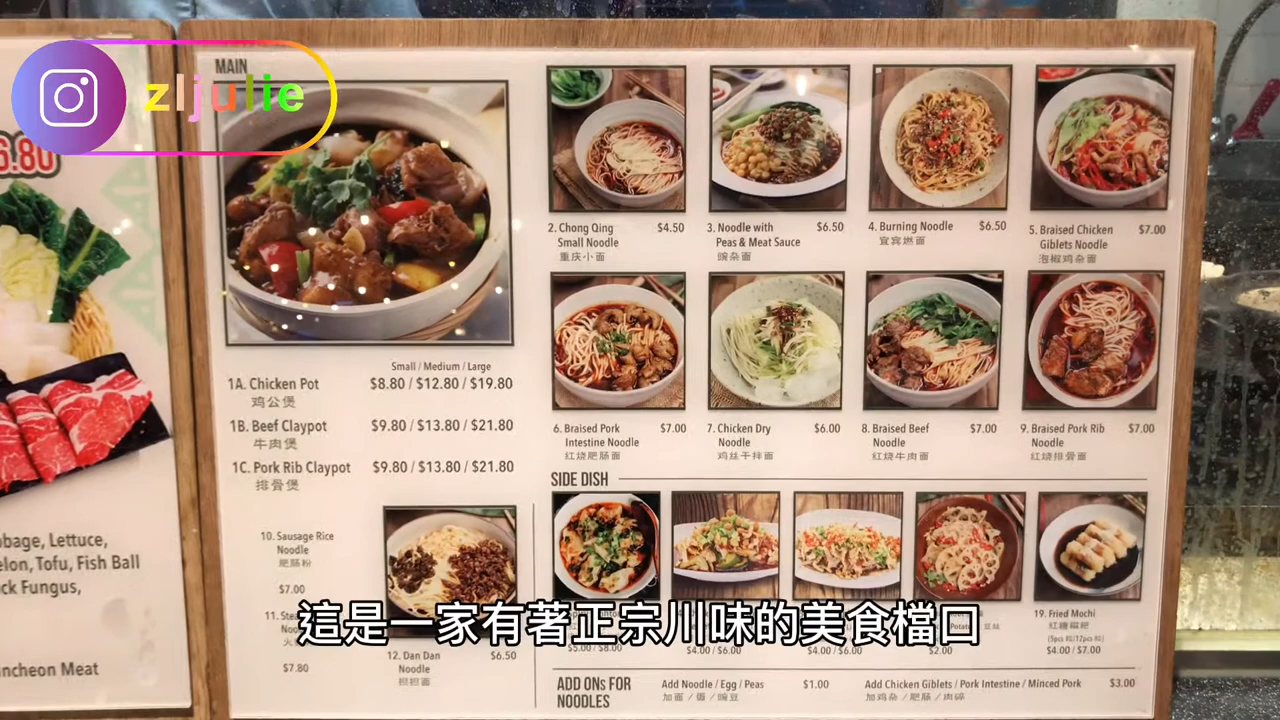 zljulie
6.80
MAIN
Small / Medium / Large
1A. Chicken Pot $8.80 / $12.80 / $19.80
鸡公煲
1B. Beef Claypot $9.80 / $13.80 / $21.80
牛肉煲
1C. Pork Rib Claypot $9.80 / $13.80 / $21.80
排骨煲
10. Sausage Rice
Noodle
肥肠粉
$7.00
11.
$7.80
12. Dan Dan $6.50
Noodle
担担面
2. Chong Qing $4.50
Small Noodle
重庆小面
3. Noodle with $6.50
Peas & Meat Sauce
豌杂面
4. Burning Noodle $6.50
宜宾燃面
5. Braised Chicken $7.00
Giblets Noodle
泡椒鸡杂面
6. Braised Pork $7.00
Intestine Noodle
红烧肥肠面
7. Chicken Dry $6.00
Noodle
鸡丝干拌面
8. Braised Beef $7.00
Noodle
红烧牛肉面
9. Braised Pork Rib $7.00
Noodle
红烧排骨面
SIDE DISH
$5.00 / $8.00
$4.00 / $6.00
$4.00 / $6.00
$2.00
19. Fried Mochi
红糖糍粑
(5pcs 粒/12pcs 粒)
$4.00 / $7.00
ADD ONS FOR
NOODLES
Add Noodle / Egg / Peas $1.00
加面 / 蛋 / 豌豆
Add Chicken Giblets / Pork Intestine / Minced Pork $3.00
加鸡杂 / 肥肠 / 肉碎
bage, Lettuce,
elon, Tofu, Fish Ball
ck Fungus,
ncheon Meat
這是一家有著正宗川味的美食檔口